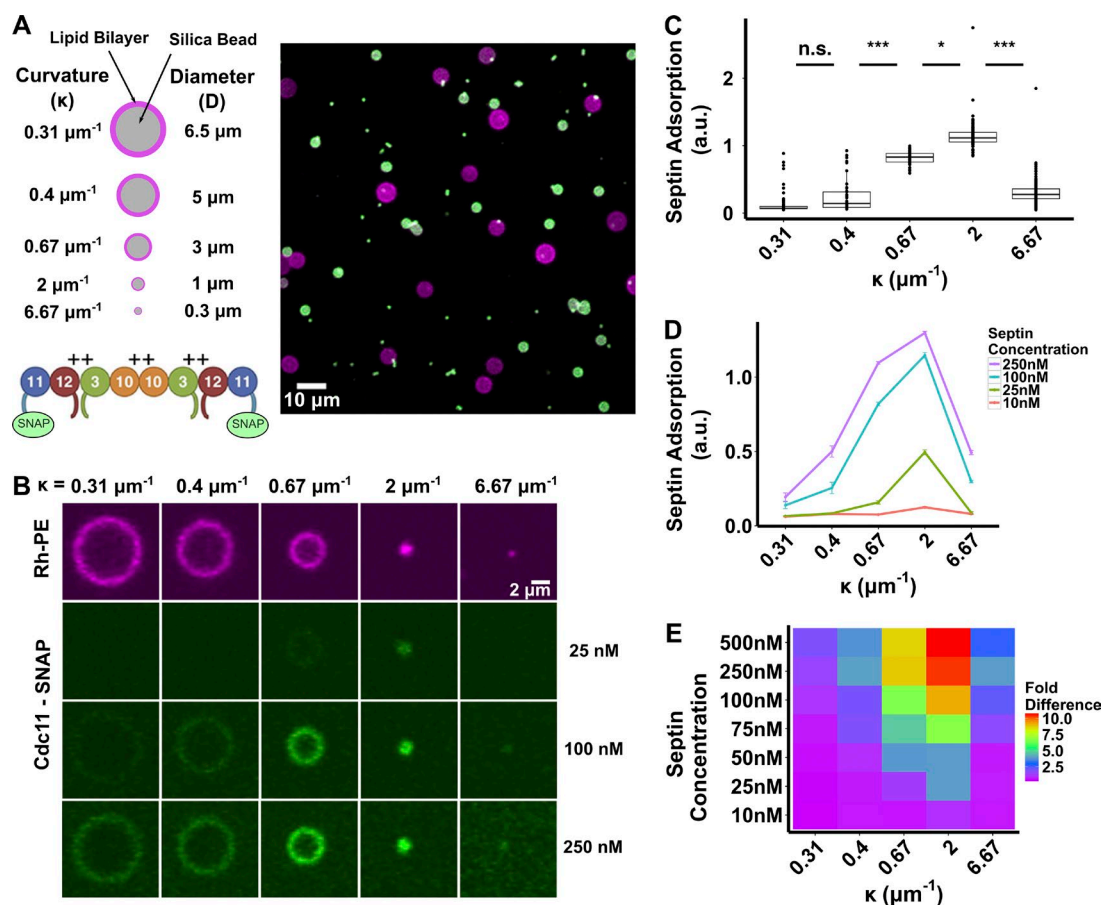 A
Lipid Bilayer
Silica Bead
Curvature
(κ)
Diameter
(D)
0.31 μm-1
6.5 μm
0.4 μm-1
5 μm
0.67 μm-1
3 μm
2 μm-1
1 μm
6.67 μm-1
0.3 μm
++ ++ ++
11 12 3 10 10 3 12 11
SNAP
SNAP
10 μm
B
κ = 0.31 μm-1 0.4 μm-1 0.67 μm-1 2 μm-1 6.67 μm-1
Rh-PE
2 μm
Cdc11 - SNAP
25 nM
100 nM
250 nM
C
Septin Adsorption
(a.u.)
n.s. *** * ***
2
1
0
0.31 0.4 0.67 2 6.67
κ (μm-1)
D
Septin Adsorption
(a.u.)
1.0
0.5
0.0
0.31 0.4 0.67 2 6.67
κ (μm-1)
Septin
Concentration
250nM
100nM
25nM
10nM
E
Septin
Concentration
500nM
250nM
100nM
75nM
50nM
25nM
10nM
0.31 0.4 0.67 2 6.67
κ (μm-1)
Fold
Difference
10.0
7.5
5.0
2.5